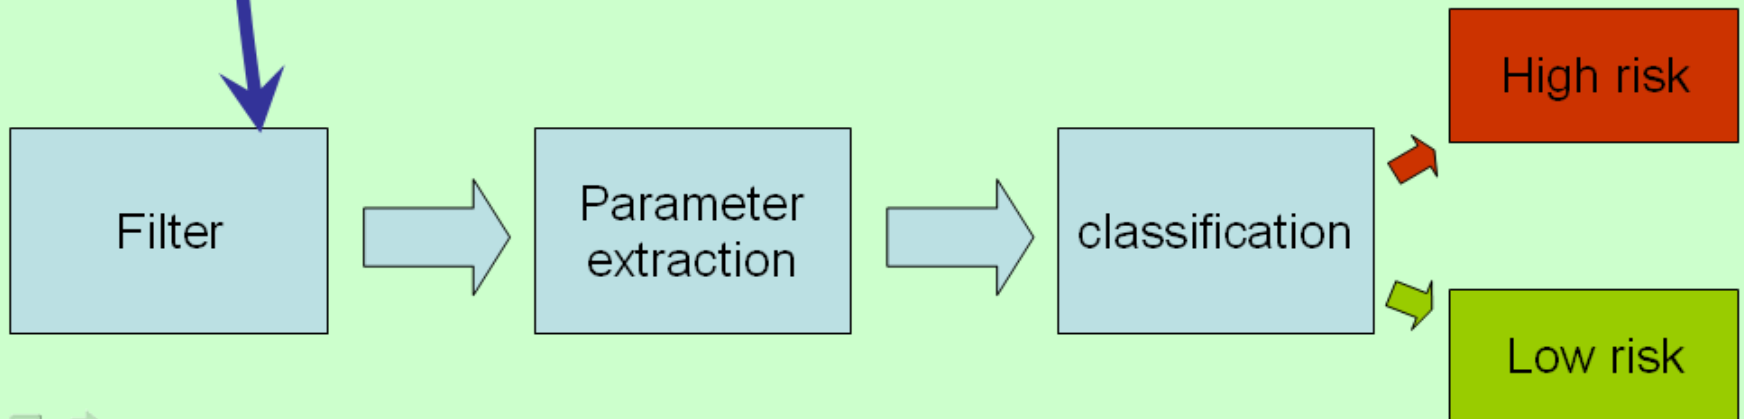 High risk
Filter
Parameter
extraction
classification
Low risk